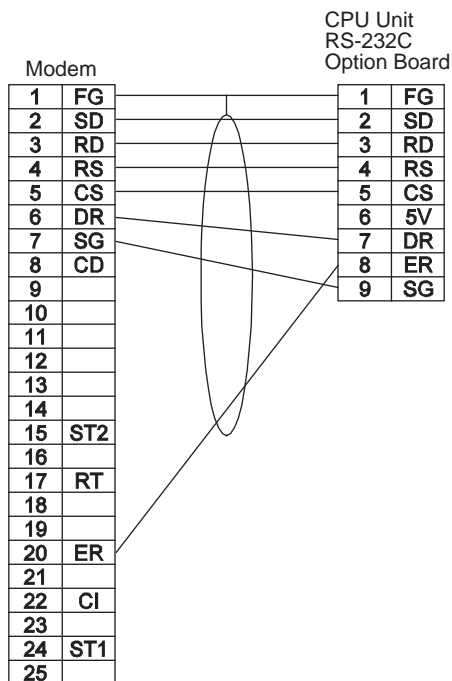 CPU Unit
RS-232C
Option Board
Modem
1 FG
2 SD
3 RD
4 RS
5 CS
6 DR
7 SG
8 CD
9
10
11
12
13
14
15 ST2
16
17 RT
18
19
20 ER
21
22 CI
23
24 ST1
25
1 FG
2 SD
3 RD
4 RS
5 CS
6 5V
7 DR
8 ER
9 SG